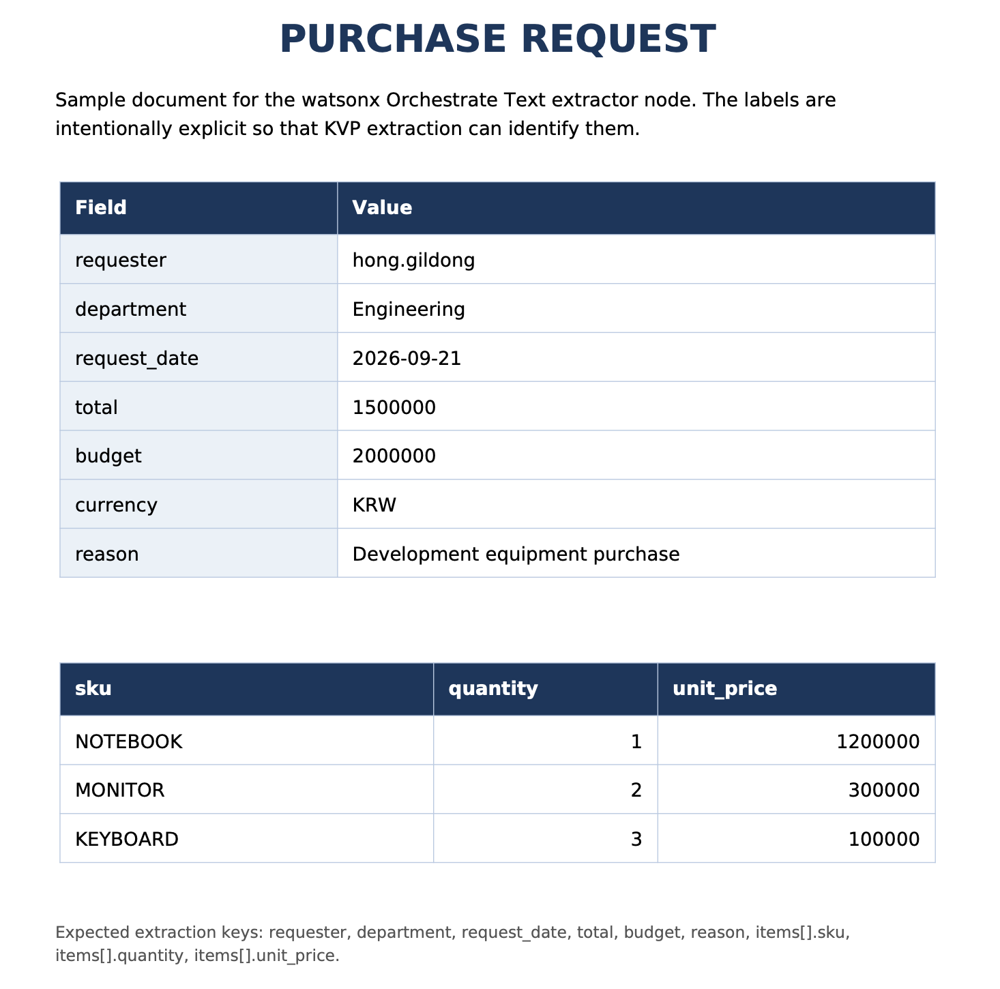 PURCHASE REQUEST
Sample document for the watsonx Orchestrate Text extractor node. The labels are
intentionally explicit so that KVP extraction can identify them.
Field Value
requester hong.gildong
department Engineering
request_date 2026-09-21
total 1500000
budget 2000000
currency KRW
reason Development equipment purchase
sku quantity unit_price
NOTEBOOK 1 1200000
MONITOR 2 300000
KEYBOARD 3 100000
Expected extraction keys: requester, department, request_date, total, budget, reason, items[].sku,
items[].quantity, items[].unit_price.